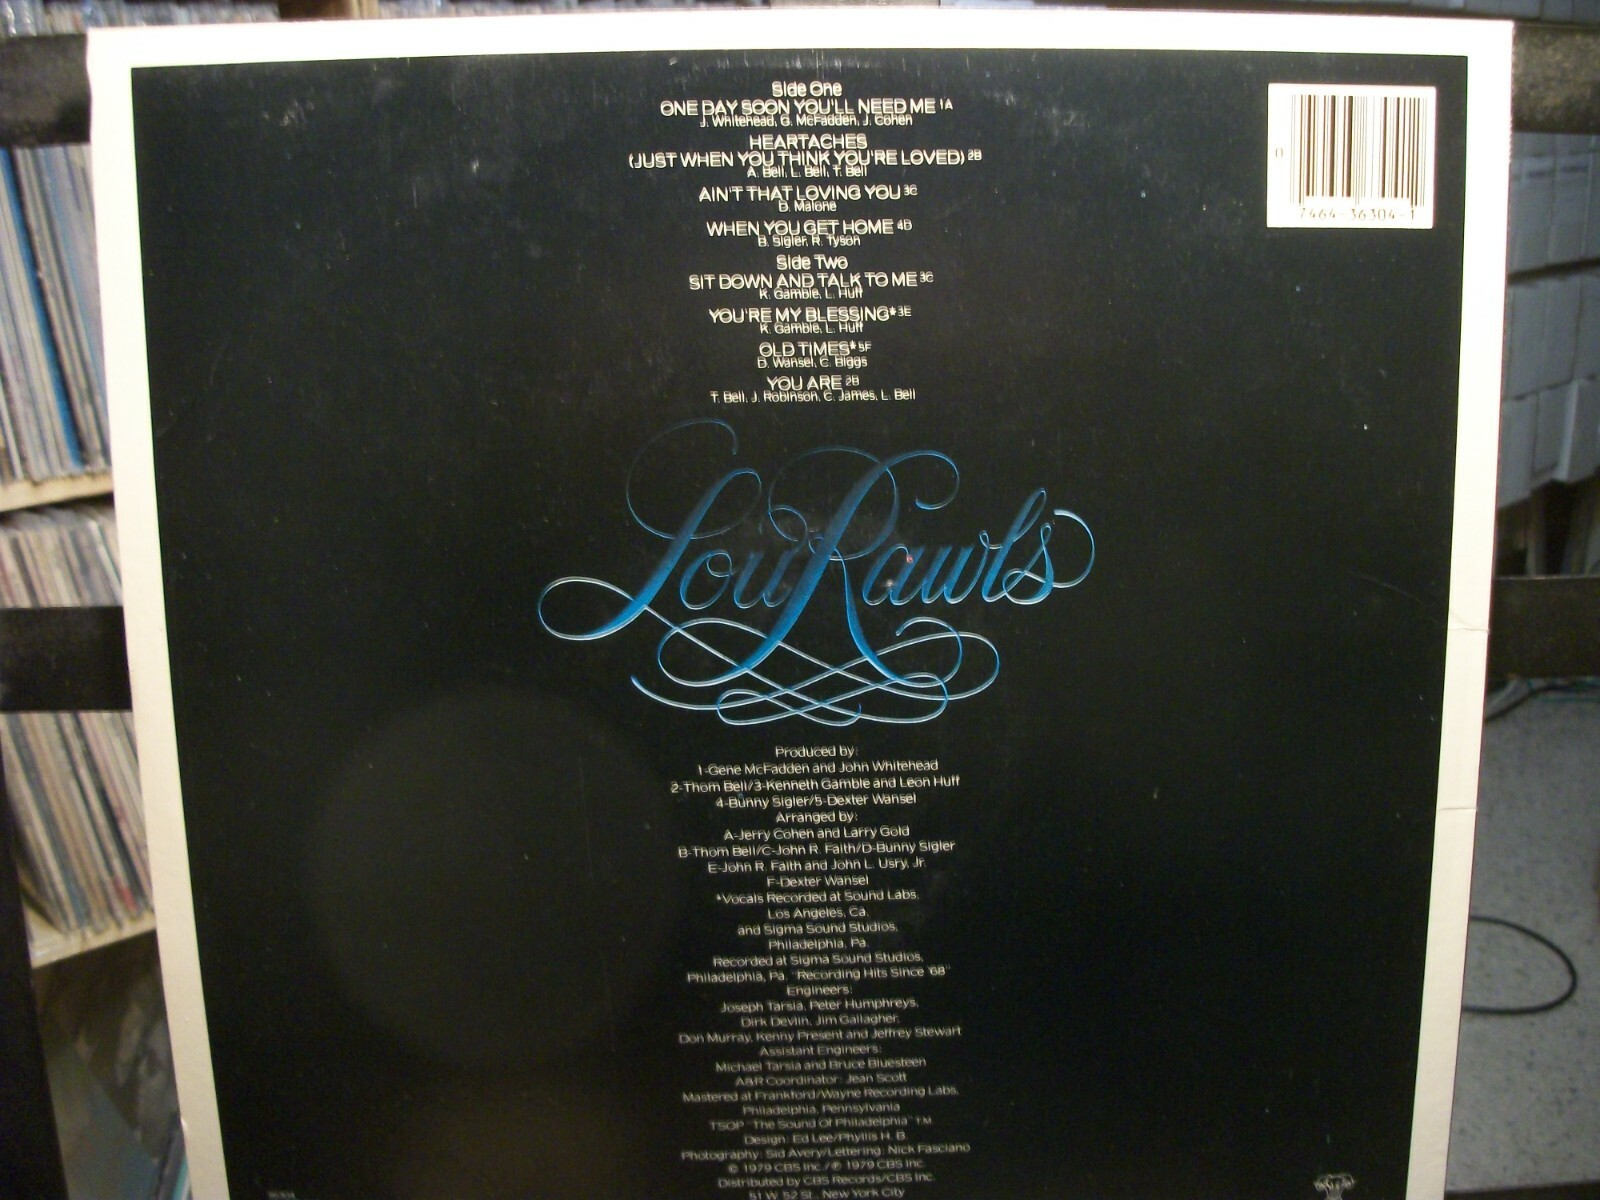 Side One
ONE DAY SOON YOU'LL NEED ME 1A
J. Whitehead, G. McFadden, J. Cohen
HEARTACHES
(JUST WHEN YOU THINK YOU'RE LOVED) 2B
A. Bell, L. Bell, T. Bell
AIN'T THAT LOVING YOU 3C
D. Malone
WHEN YOU GET HOME 4D
B. Sigler, R. Tyson
Side Two
SIT DOWN AND TALK TO ME 3C
K. Gamble, L. Huff
YOU'RE MY BLESSING* 3E
K. Gamble, L. Huff
OLD TIMES* 5F
D. Wansel, C. Biggs
YOU ARE 2B
T. Bell, J. Robinson, C. James, L. Bell
0
7464-36304-1
Lou Rawls
Produced by:
1-Gene McFadden and John Whitehead
2-Thom Bell/3-Kenneth Gamble and Leon Huff
4-Bunny Sigler/5-Dexter Wansel
Arranged by:
A-Jerry Cohen and Larry Gold
B-Thom Bell/C-John R. Faith/D-Bunny Sigler
E-John R. Faith and John L. Usry, Jr.
F-Dexter Wansel
*Vocals Recorded at Sound Labs,
Los Angeles, Ca.
and Sigma Sound Studios,
Philadelphia, Pa.
Recorded at Sigma Sound Studios,
Philadelphia, Pa. "Recording Hits Since '68"
Engineers:
Joseph Tarsia, Peter Humphreys,
Dirk Devlin, Jim Gallagher,
Don Murray, Kenny Present and Jeffrey Stewart
Assistant Engineers:
Michael Tarsia and Bruce Bluesteen
A&R Coordinator: Jean Scott
Mastered at Frankford/Wayne Recording Labs,
Philadelphia, Pennsylvania
TSOP "The Sound Of Philadelphia" T.M.
Design: Ed Lee/Phyllis H. B.
Photography: Sid Avery/Lettering: Nick Fasciano
© 1979 CBS Inc./℗ 1979 CBS Inc.
Distributed by CBS Records/CBS Inc.
51 W. 52 St., New York City